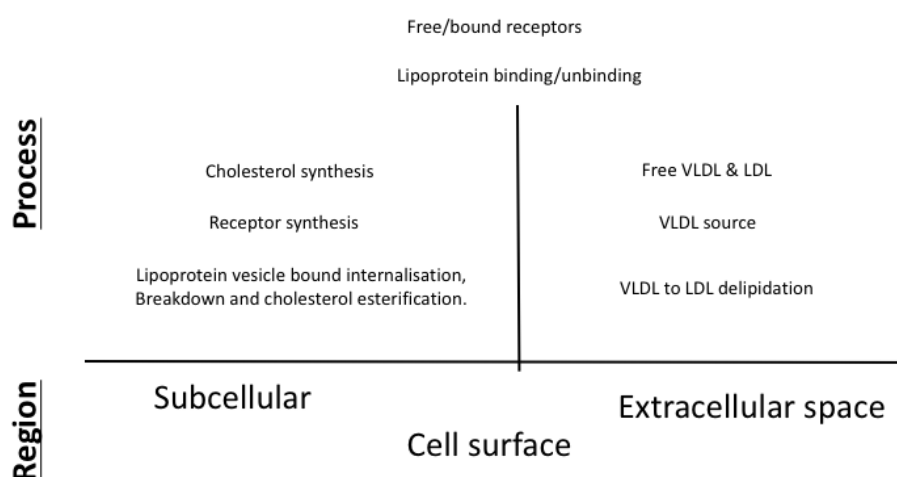 Free/bound receptors
Lipoprotein binding/unbinding
Process
Cholesterol synthesis
Free VLDL & LDL
Receptor synthesis
VLDL source
Lipoprotein vesicle bound internalisation,
Breakdown and cholesterol esterification.
VLDL to LDL delipidation
Region
Subcellular
Extracellular space
Cell surface